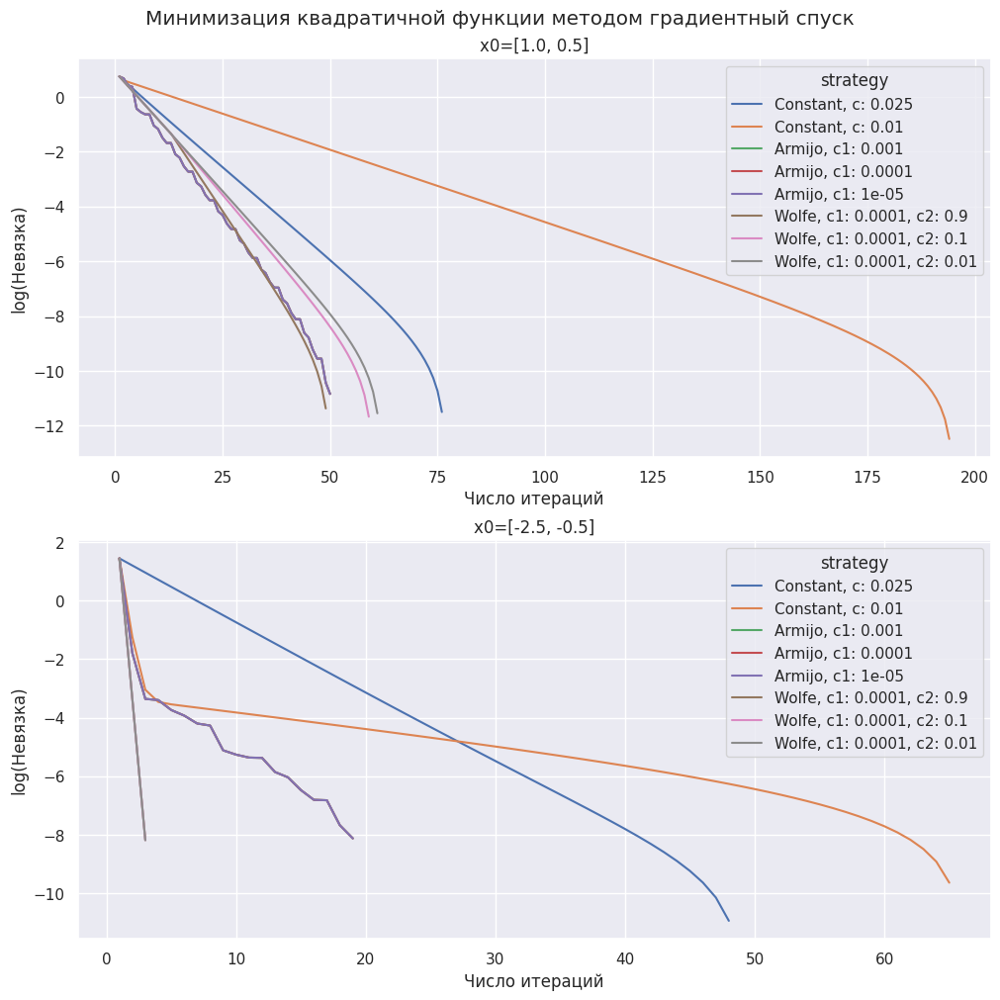 Минимизация квадратичной функции методом градиентный спуск
x0=[1.0, 0.5]
strategy
Constant, c: 0.025
Constant, c: 0.01
Armijo, c1: 0.001
Armijo, c1: 0.0001
Armijo, c1: 1e-05
Wolfe, c1: 0.0001, c2: 0.9
Wolfe, c1: 0.0001, c2: 0.1
Wolfe, c1: 0.0001, c2: 0.01
log(Невязка)
0
−2
−4
−6
−8
−10
−12
0 25 50 75 100 125 150 175 200
Число итераций
x0=[-2.5, -0.5]
strategy
Constant, c: 0.025
Constant, c: 0.01
Armijo, c1: 0.001
Armijo, c1: 0.0001
Armijo, c1: 1e-05
Wolfe, c1: 0.0001, c2: 0.9
Wolfe, c1: 0.0001, c2: 0.1
Wolfe, c1: 0.0001, c2: 0.01
log(Невязка)
2
0
−2
−4
−6
−8
−10
0 10 20 30 40 50 60
Число итераций